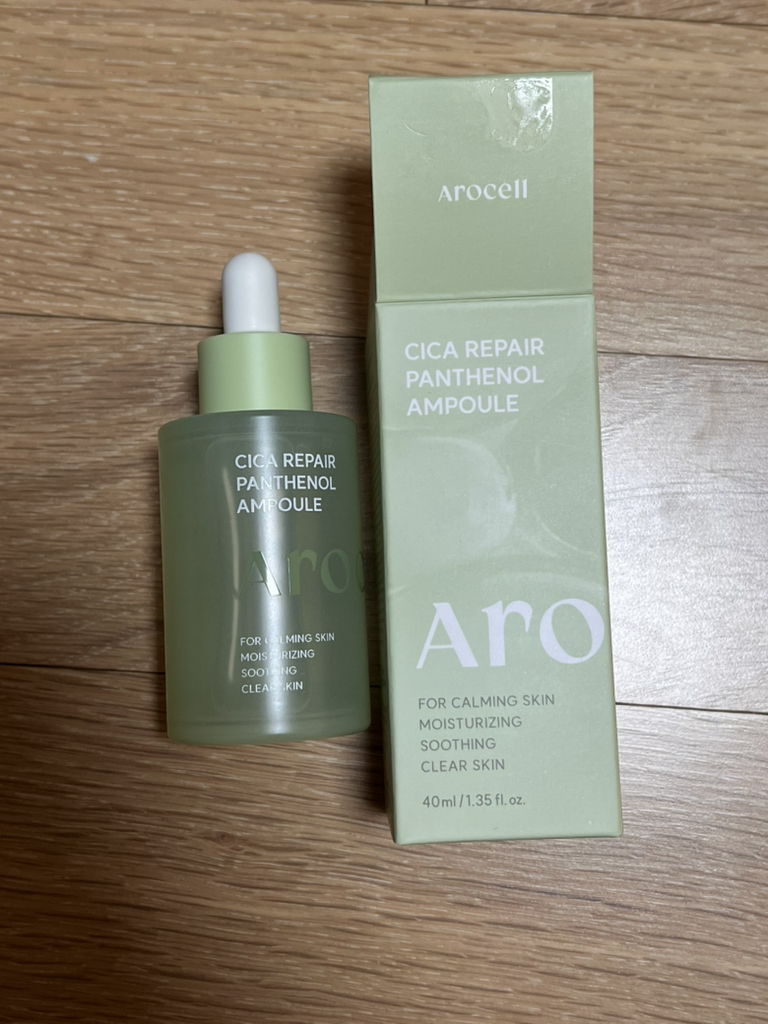 CICA REPAIR
PANTHENOL
AMPOULE
Aroc
FOR CALMING SKIN
MOISTURIZING
SOOTHING
CLEAR SKIN
Arocell
CICA REPAIR
PANTHENOL
AMPOULE
Aro
FOR CALMING SKIN
MOISTURIZING
SOOTHING
CLEAR SKIN
40ml / 1.35 fl. oz.